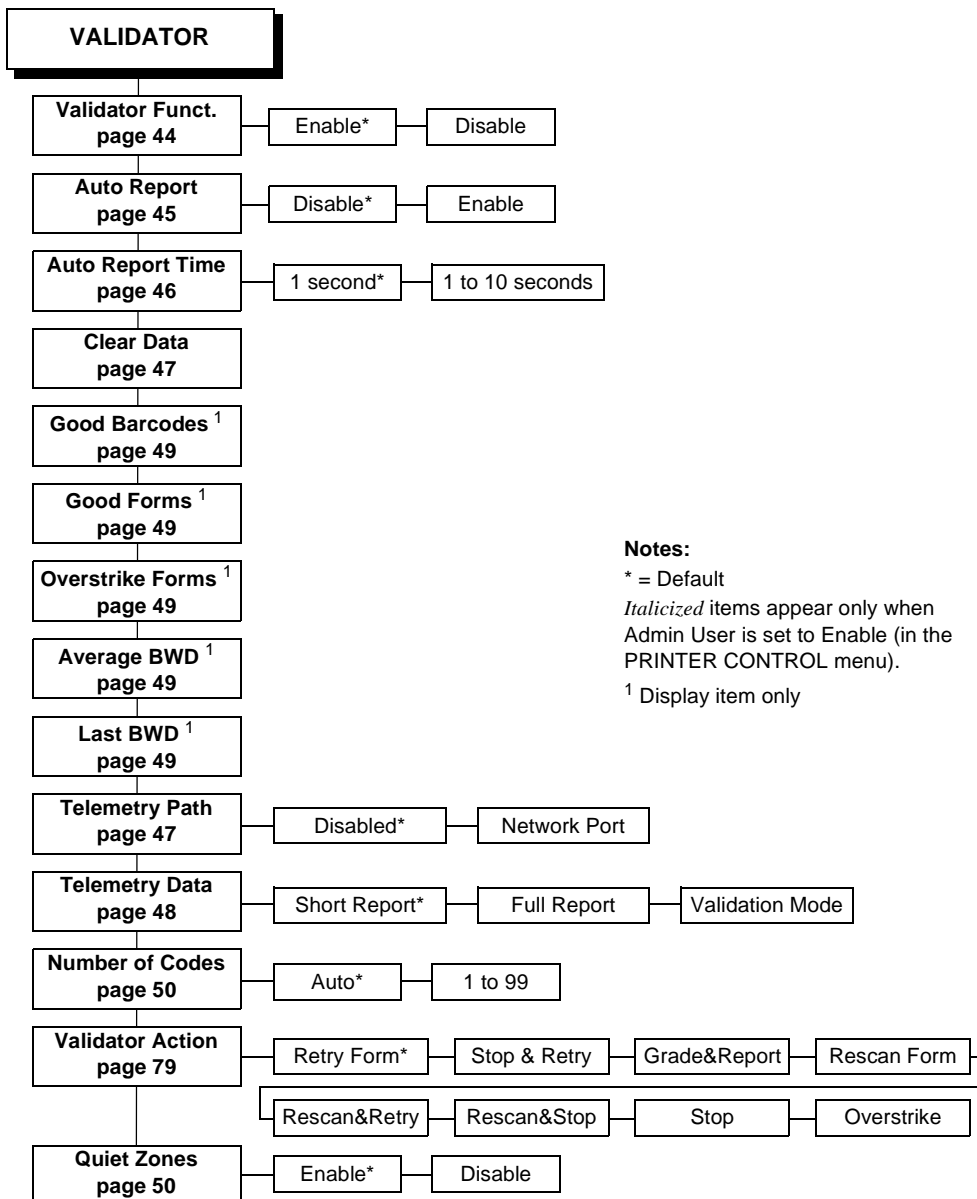 VALIDATOR
Validator Funct.
page 44
Enable*
Disable
Auto Report
page 45
Disable*
Enable
Auto Report Time
page 46
1 second*
1 to 10 seconds
Clear Data
page 47
Good Barcodes 1
page 49
Good Forms 1
page 49
Overstrike Forms 1
page 49
Average BWD 1
page 49
Last BWD 1
page 49
Notes:
* = Default
Italicized items appear only when
Admin User is set to Enable (in the
PRINTER CONTROL menu).
1 Display item only
Telemetry Path
page 47
Disabled*
Network Port
Telemetry Data
page 48
Short Report*
Full Report
Validation Mode
Number of Codes
page 50
Auto*
1 to 99
Validator Action
page 79
Retry Form*
Stop & Retry
Grade&Report
Rescan Form
Rescan&Retry
Rescan&Stop
Stop
Overstrike
Quiet Zones
page 50
Enable*
Disable